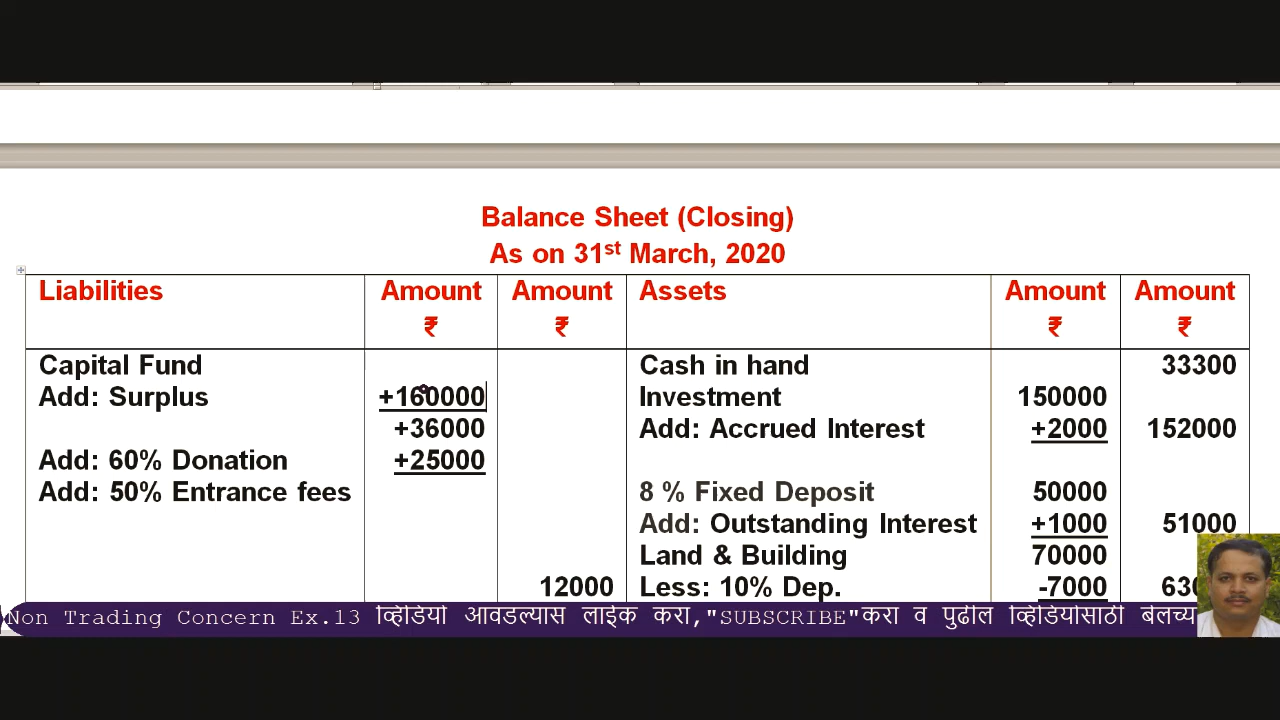 Balance Sheet (Closing)
As on 31st March, 2020
Liabilities Amount ₹ Amount ₹ Assets Amount ₹ Amount ₹
Capital Fund Cash in hand 33300
Add: Surplus +160000 Investment 150000
+36000 Add: Accrued Interest +2000 152000
Add: 60% Donation +25000
Add: 50% Entrance fees 8 % Fixed Deposit 50000
Add: Outstanding Interest +1000 51000
Land & Building 70000
12000 Less: 10% Dep. -7000
Non Trading Concern Ex.13 व्हिडियो आवडल्यास लाईक करा,"SUBSCRIBE"करा व पुढील व्हिडियोसाठी